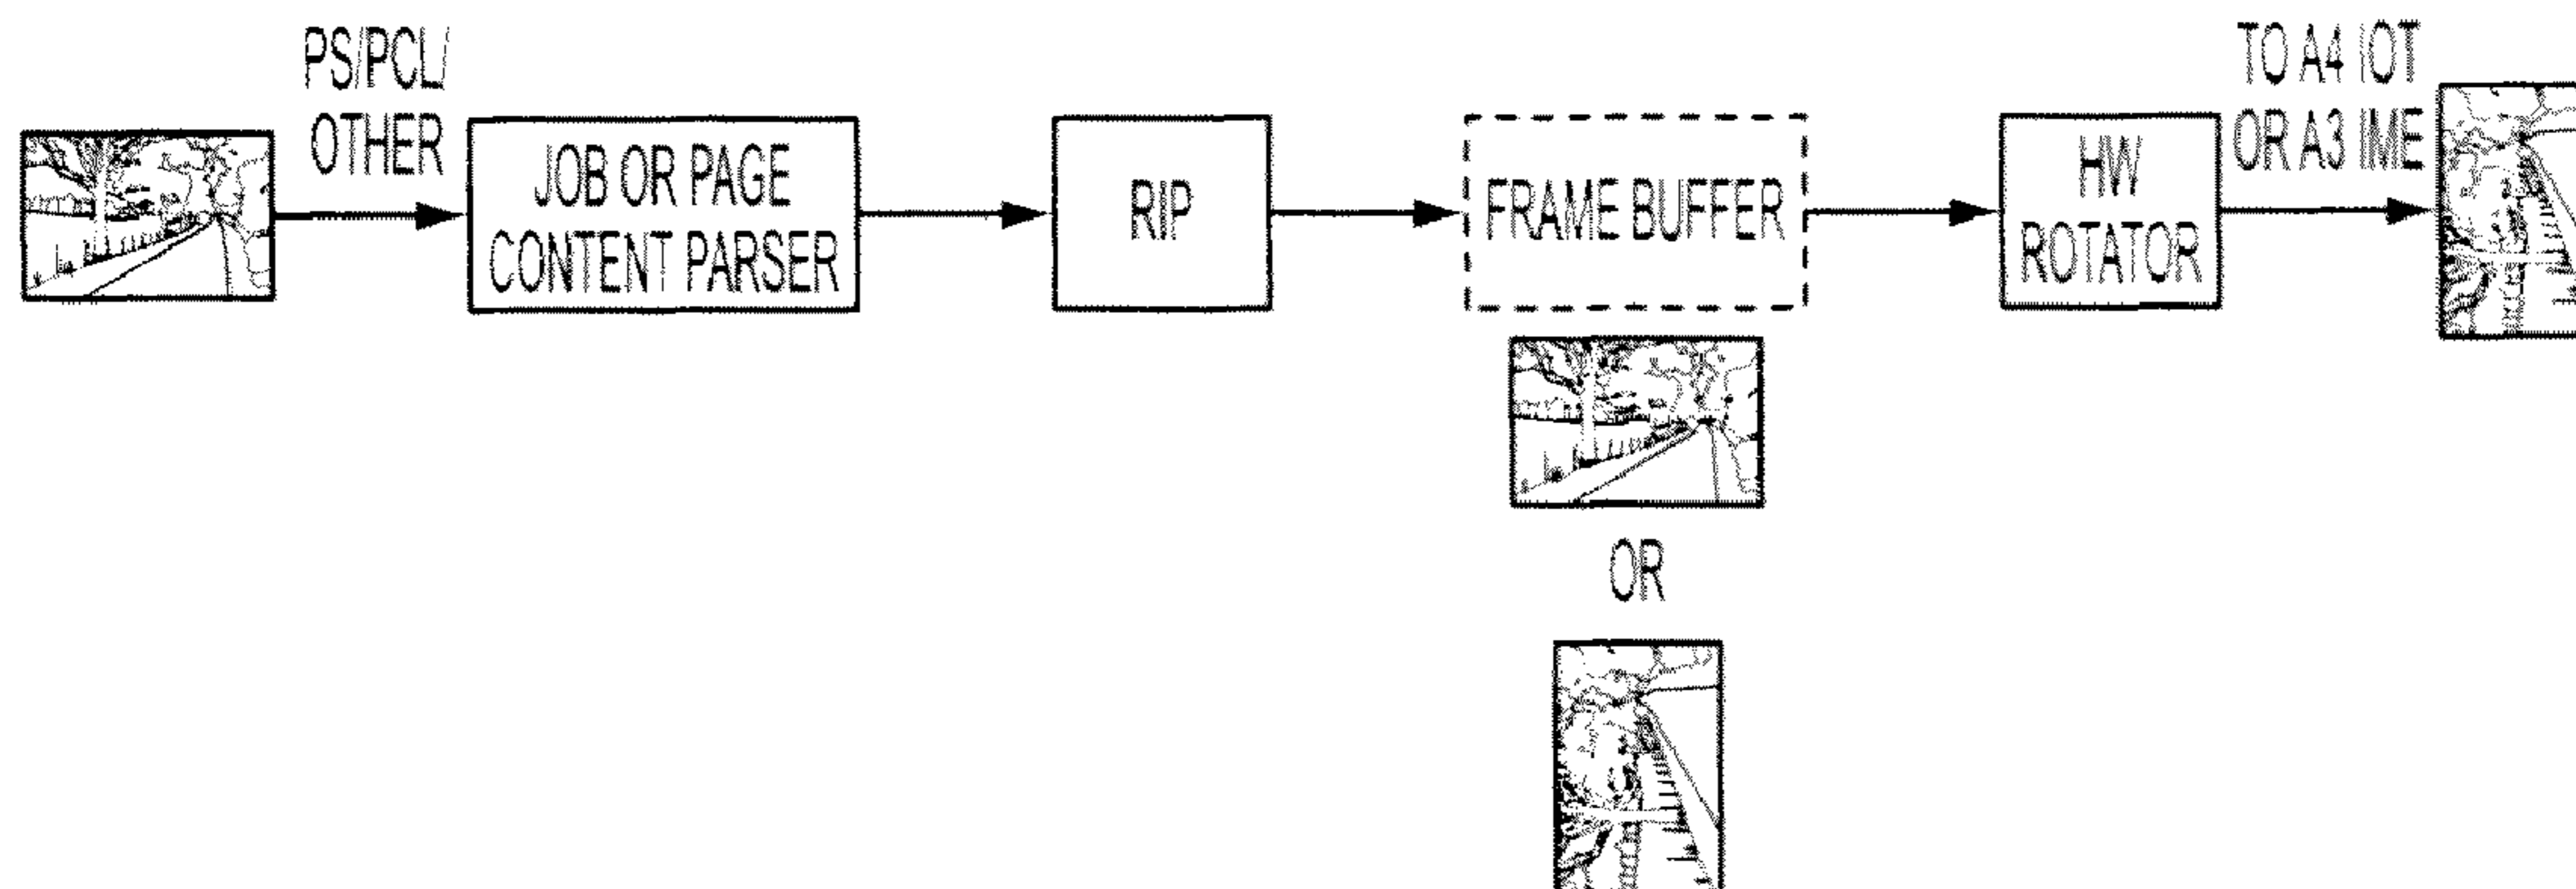 PS/PCL/
OTHER
JOB OR PAGE
CONTENT PARSER
RIP
FRAME BUFFER
HW
ROTATOR
TO A4 IOT
OR A3 IME
OR